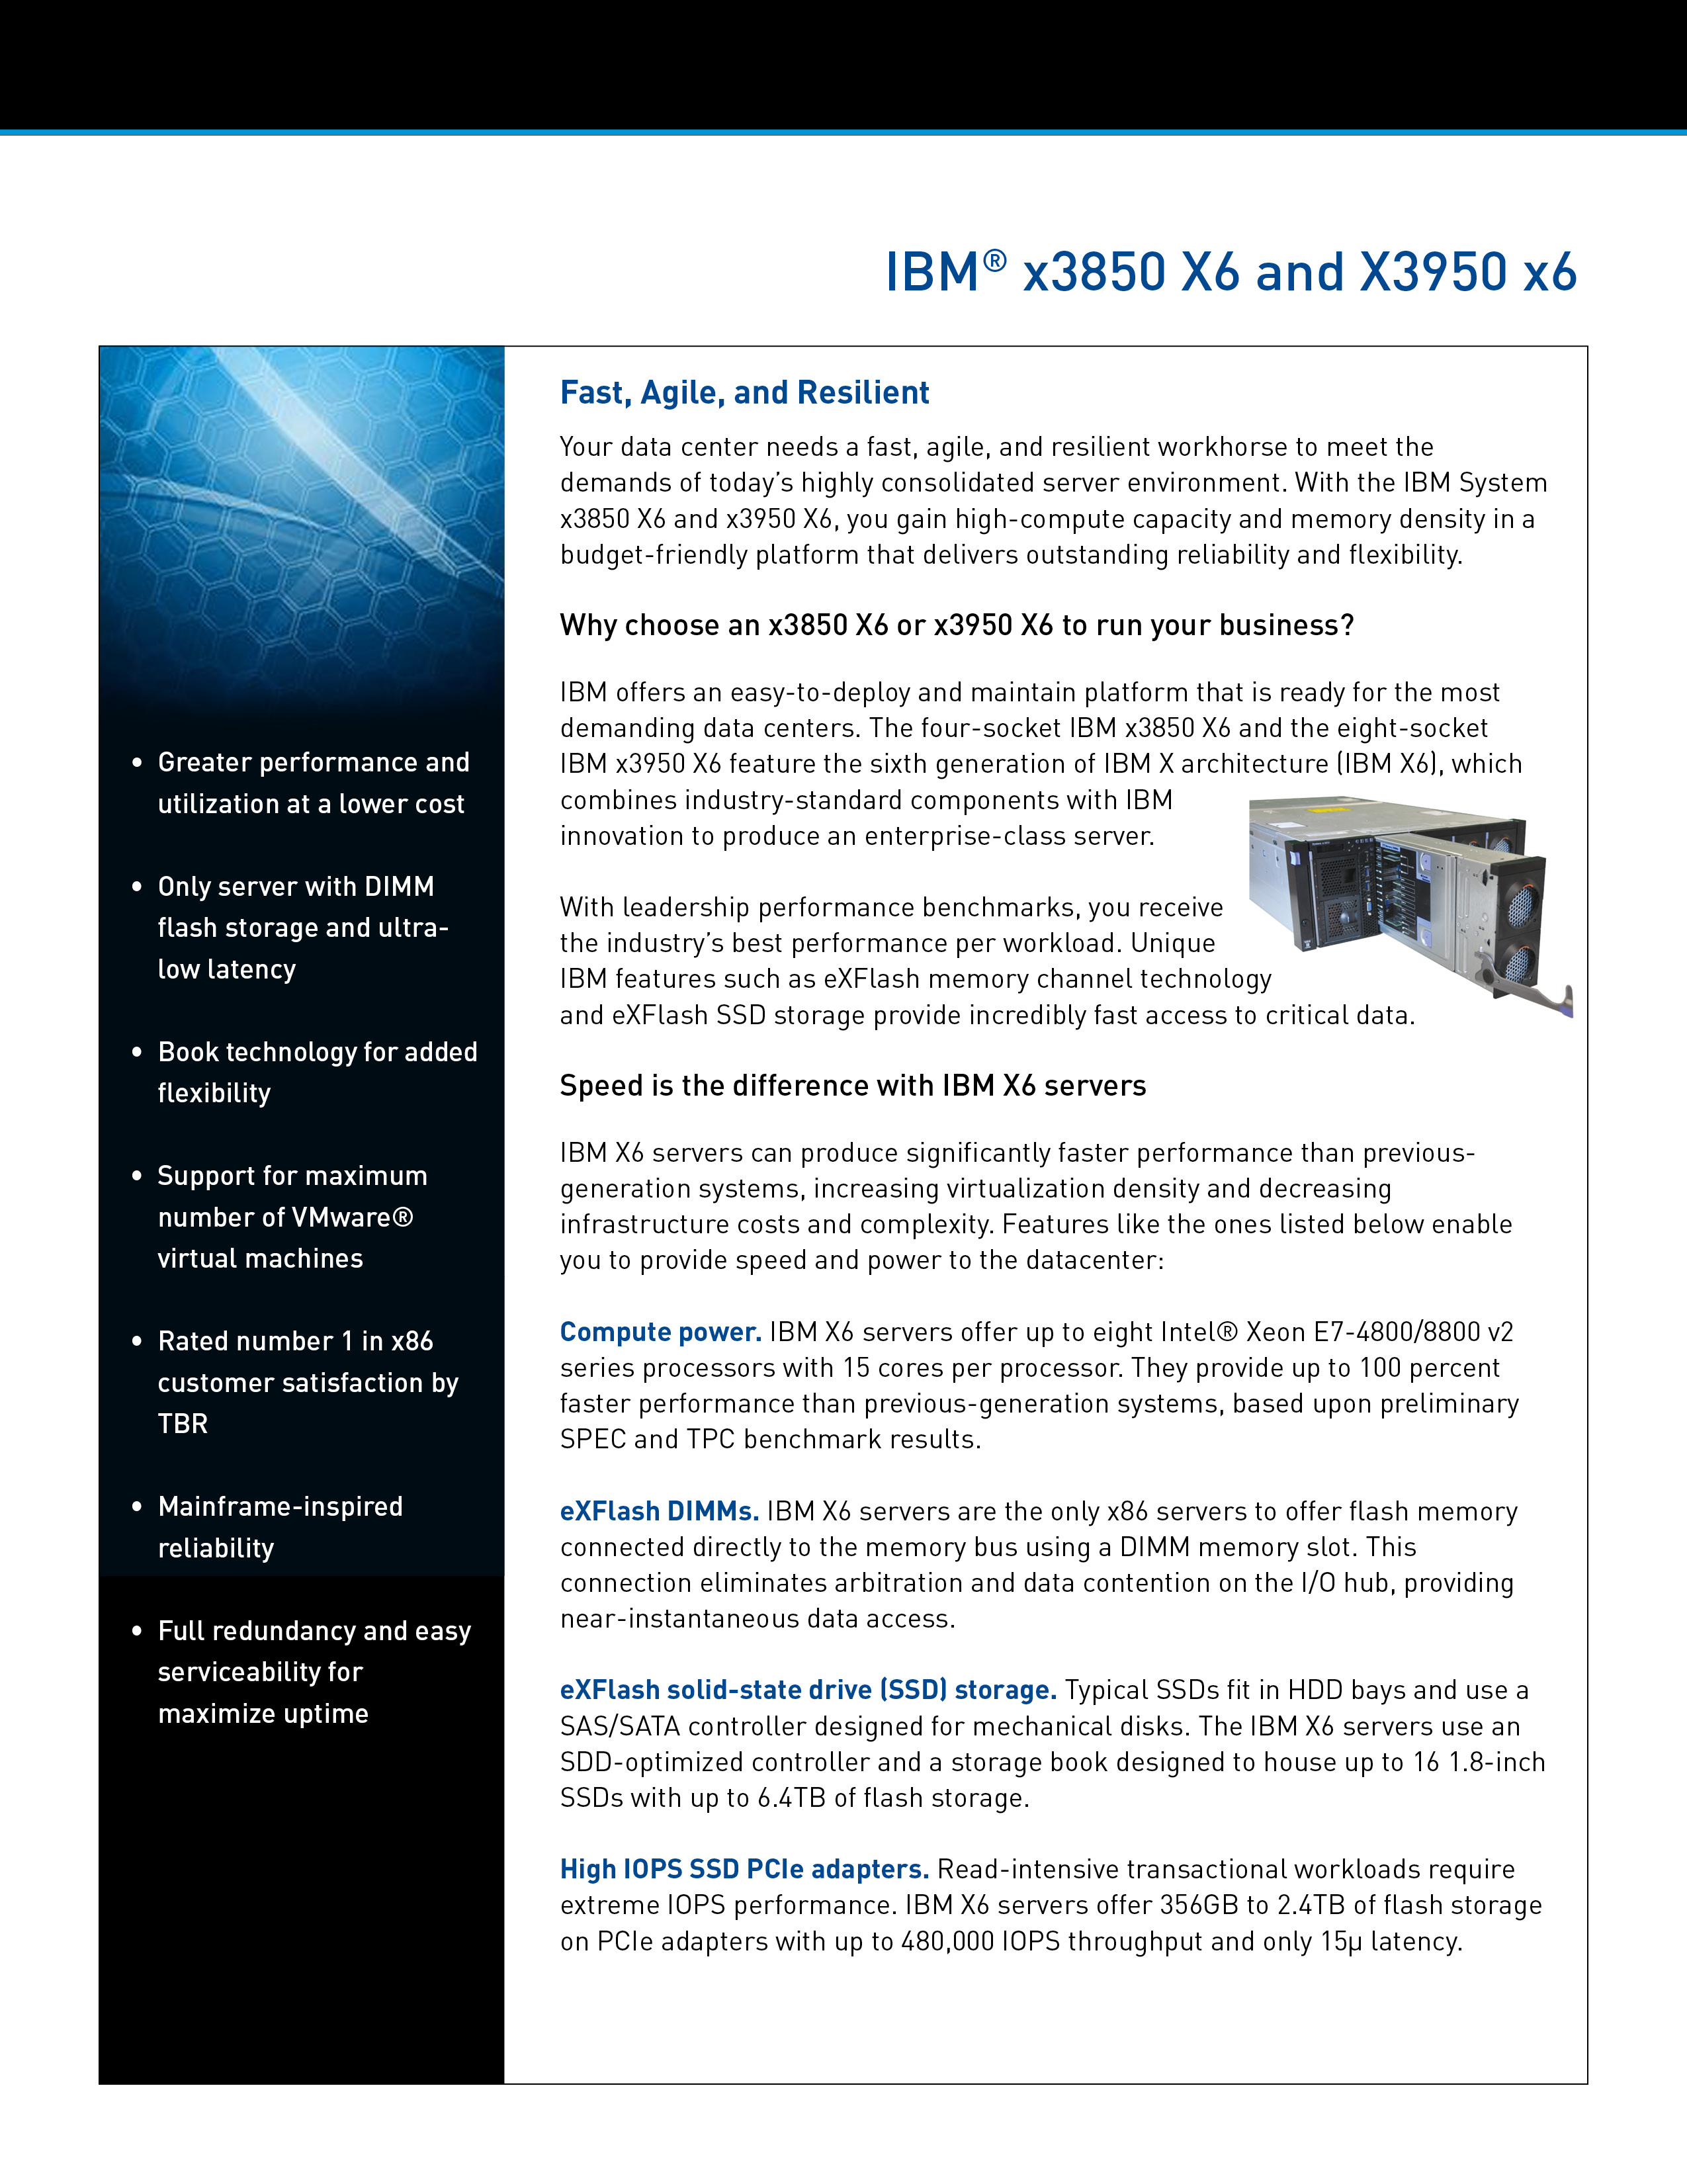 IBM® x3850 X6 and X3950 x6
• Greater performance and
utilization at a lower cost
• Only server with DIMM
flash storage and ultra-
low latency
• Book technology for added
flexibility
• Support for maximum
number of VMware®
virtual machines
• Rated number 1 in x86
customer satisfaction by
TBR
• Mainframe-inspired
reliability
• Full redundancy and easy
serviceability for
maximize uptime
Fast, Agile, and Resilient
Your data center needs a fast, agile, and resilient workhorse to meet the
demands of today’s highly consolidated server environment. With the IBM System
x3850 X6 and x3950 X6, you gain high-compute capacity and memory density in a
budget-friendly platform that delivers outstanding reliability and flexibility.
Why choose an x3850 X6 or x3950 X6 to run your business?
IBM offers an easy-to-deploy and maintain platform that is ready for the most
demanding data centers. The four-socket IBM x3850 X6 and the eight-socket
IBM x3950 X6 feature the sixth generation of IBM X architecture (IBM X6), which
combines industry-standard components with IBM
innovation to produce an enterprise-class server.
With leadership performance benchmarks, you receive
the industry’s best performance per workload. Unique
IBM features such as eXFlash memory channel technology
and eXFlash SSD storage provide incredibly fast access to critical data.
Speed is the difference with IBM X6 servers
IBM X6 servers can produce significantly faster performance than previous-
generation systems, increasing virtualization density and decreasing
infrastructure costs and complexity. Features like the ones listed below enable
you to provide speed and power to the datacenter:
Compute power. IBM X6 servers offer up to eight Intel® Xeon E7-4800/8800 v2
series processors with 15 cores per processor. They provide up to 100 percent
faster performance than previous-generation systems, based upon preliminary
SPEC and TPC benchmark results.
eXFlash DIMMs. IBM X6 servers are the only x86 servers to offer flash memory
connected directly to the memory bus using a DIMM memory slot. This
connection eliminates arbitration and data contention on the I/O hub, providing
near-instantaneous data access.
eXFlash solid-state drive (SSD) storage. Typical SSDs fit in HDD bays and use a
SAS/SATA controller designed for mechanical disks. The IBM X6 servers use an
SDD-optimized controller and a storage book designed to house up to 16 1.8-inch
SSDs with up to 6.4TB of flash storage.
High IOPS SSD PCIe adapters. Read-intensive transactional workloads require
extreme IOPS performance. IBM X6 servers offer 356GB to 2.4TB of flash storage
on PCIe adapters with up to 480,000 IOPS throughput and only 15µ latency.